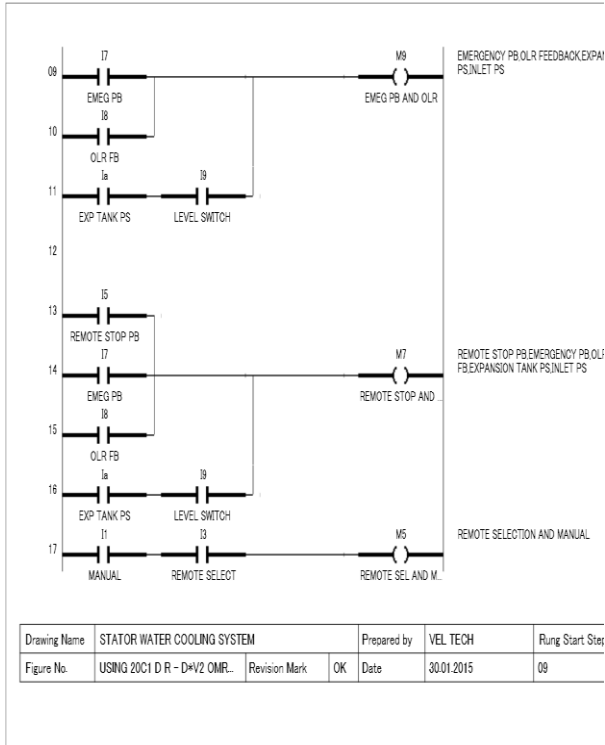 I7 M9 EMERGENCY PB,OLR FEEDBACK,EXPAN
09 PS,INLET PS
EMEG PB EMEG PB AND OLR
I8
10
OLR FB
Ia I9
11
EXP TANK PS LEVEL SWITCH
12
I5
13
REMOTE STOP PB
I7 M7 REMOTE STOP PB,EMERGENCY PB,OLR
14 FB,EXPANSION TANK PS,INLET PS
EMEG PB REMOTE STOP AND ...
I8
15
OLR FB
Ia I9
16
EXP TANK PS LEVEL SWITCH
I1 I3 M5 REMOTE SELECTION AND MANUAL
17
MANUAL REMOTE SELECT REMOTE SEL AND M...
Drawing Name STATOR WATER COOLING SYSTEM Prepared by VEL TECH Rung Start Step
Figure No. USING 20C1 D R - D*V2 OMR... Revision Mark OK Date 30.01.2015 09